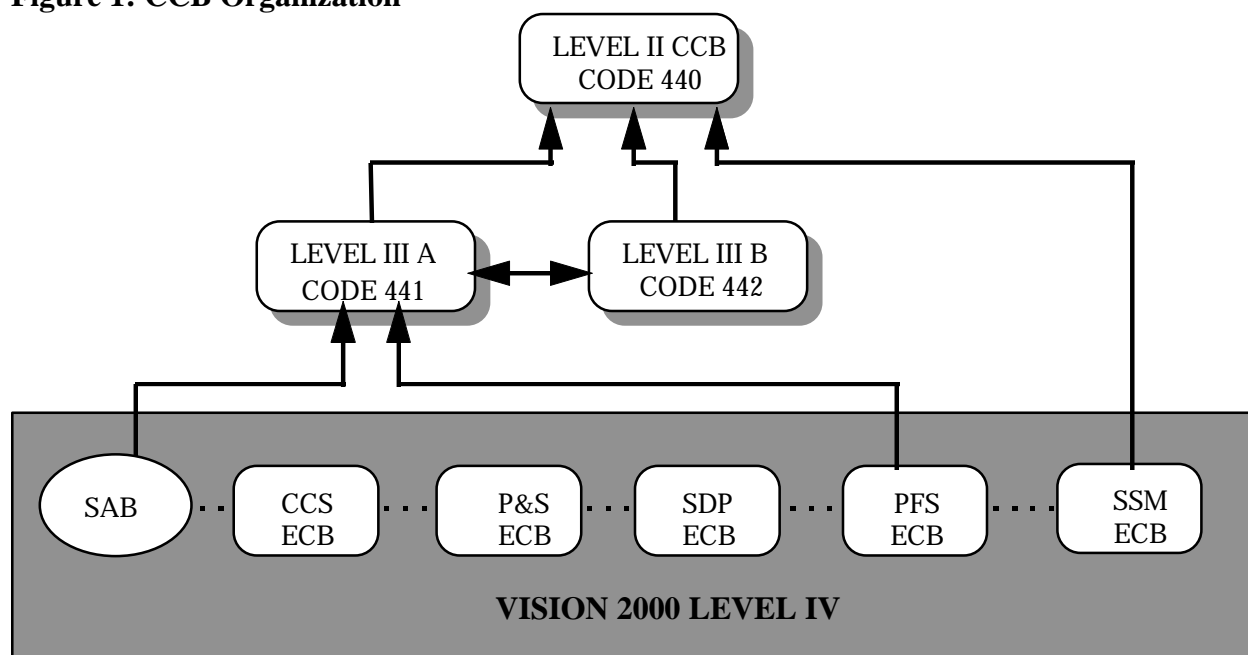 Figure 1: CCB Organization
LEVEL II CCB
CODE 440
LEVEL III A
CODE 441
LEVEL III B
CODE 442
SAB
CCS
ECB
P&S
ECB
SDP
ECB
PFS
ECB
SSM
ECB
VISION 2000 LEVEL IV